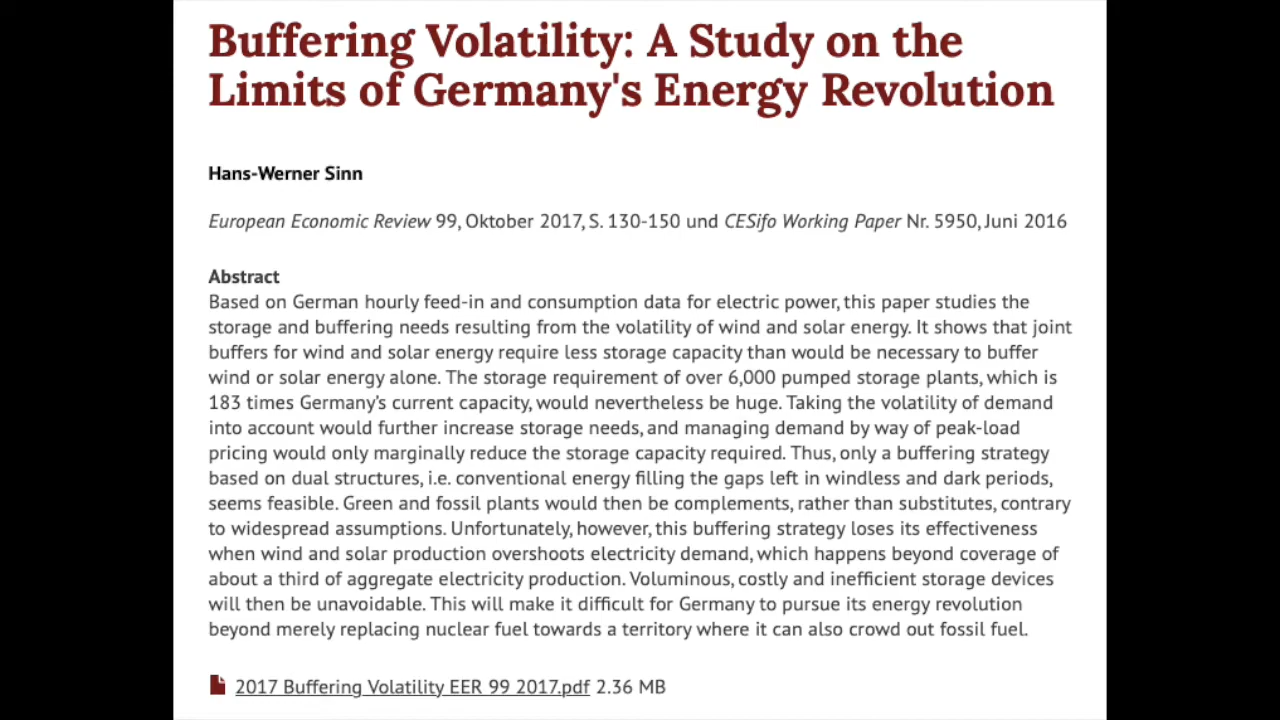 Buffering Volatility: A Study on the
Limits of Germany's Energy Revolution
Hans-Werner Sinn
European Economic Review 99, Oktober 2017, S. 130-150 und CESifo Working Paper Nr. 5950, Juni 2016
Abstract
Based on German hourly feed-in and consumption data for electric power, this paper studies the
storage and buffering needs resulting from the volatility of wind and solar energy. It shows that joint
buffers for wind and solar energy require less storage capacity than would be necessary to buffer
wind or solar energy alone. The storage requirement of over 6,000 pumped storage plants, which is
183 times Germany’s current capacity, would nevertheless be huge. Taking the volatility of demand
into account would further increase storage needs, and managing demand by way of peak-load
pricing would only marginally reduce the storage capacity required. Thus, only a buffering strategy
based on dual structures, i.e. conventional energy filling the gaps left in windless and dark periods,
seems feasible. Green and fossil plants would then be complements, rather than substitutes, contrary
to widespread assumptions. Unfortunately, however, this buffering strategy loses its effectiveness
when wind and solar production overshoots electricity demand, which happens beyond coverage of
about a third of aggregate electricity production. Voluminous, costly and inefficient storage devices
will then be unavoidable. This will make it difficult for Germany to pursue its energy revolution
beyond merely replacing nuclear fuel towards a territory where it can also crowd out fossil fuel.
2017 Buffering Volatility EER 99 2017.pdf 2.36 MB